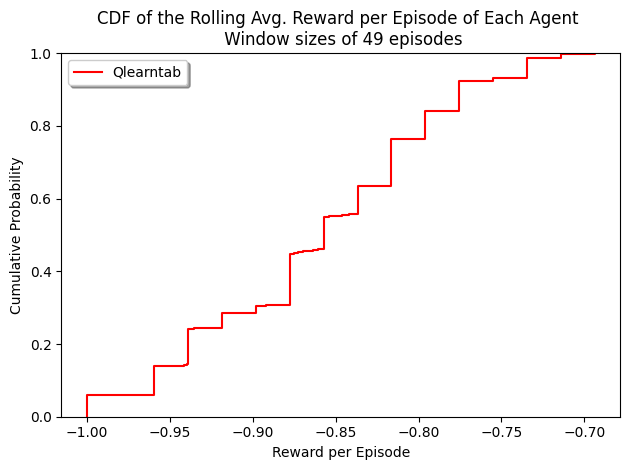 CDF of the Rolling Avg. Reward per Episode of Each Agent
Window sizes of 49 episodes
Qlearntab
1.0
0.8
0.6
0.4
0.2
0.0
Cumulative Probability
−1.00
−0.95
−0.90
−0.85
−0.80
−0.75
−0.70
Reward per Episode